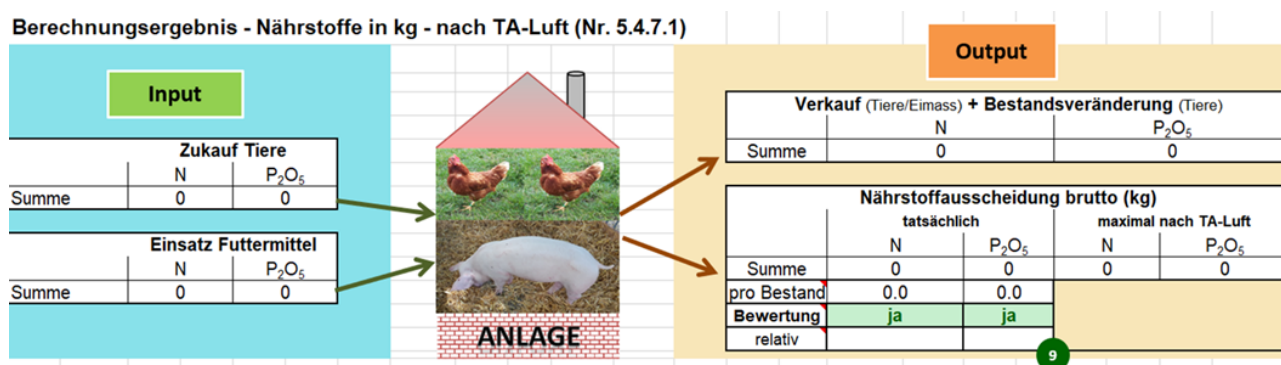 Berechnungsergebnis - Nährstoffe in kg - nach TA-Luft (Nr. 5.4.7.1)
Input
Zukauf Tiere
N P₂O₅
Summe 0 0
Einsatz Futtermittel
N P₂O₅
Summe 0 0
ANLAGE
Output
Verkauf (Tiere/Eimass) + Bestandsveränderung (Tiere)
N P₂O₅
Summe 0 0
Nährstoffausscheidung brutto (kg)
tatsächlich maximal nach TA-Luft
N P₂O₅ N P₂O₅
Summe 0 0 0 0
pro Bestand 0.0 0.0
Bewertung ja ja
relativ
9